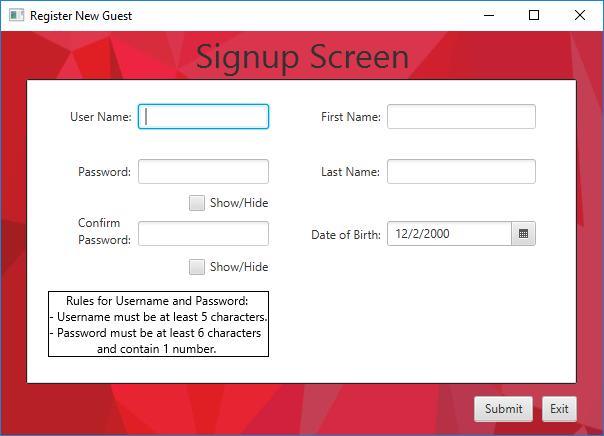 Register New Guest
Signup Screen
User Name:
First Name:
Password:
Last Name:
Show/Hide
Confirm
Password:
Date of Birth: 12/2/2000
Show/Hide
Rules for Username and Password:
- Username must be at least 5 characters.
- Password must be at least 6 characters
and contain 1 number.
Submit Exit